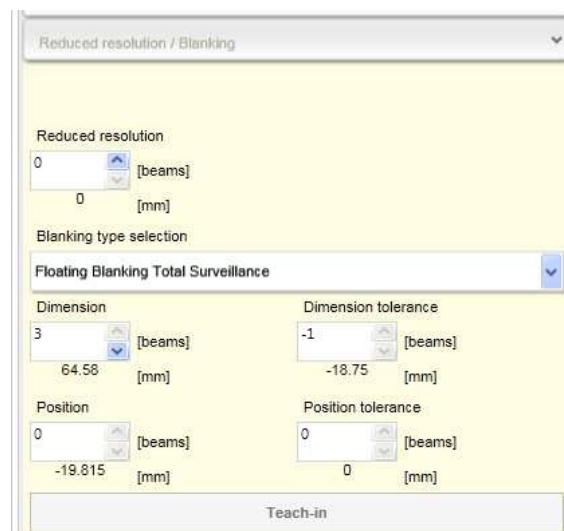 Reduced resolution / Blanking
Reduced resolution
0 [beams]
0 [mm]
Blanking type selection
Floating Blanking Total Surveillance
Dimension Dimension tolerance
3 [beams] -1 [beams]
64.58 [mm] -18.75 [mm]
Position Position tolerance
0 [beams] 0 [beams]
-19.815 [mm] 0 [mm]
Teach-in